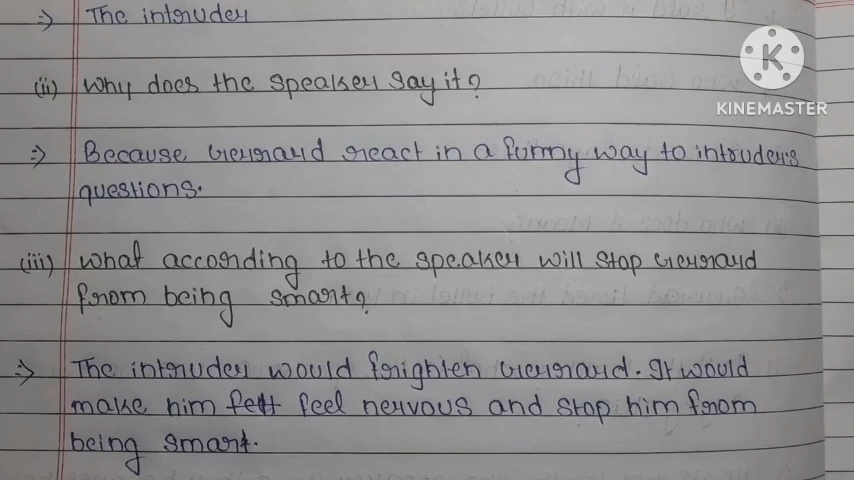 ⇒ The intruder
(ii) Why does the speaker say it?
⇒ Because Gerrard react in a funny way to intruder's
questions.
(iii) What according to the speaker will stop Gerrard
from being smart?
⇒ The intruder would frighten Gerrard. It would
make him felt feel nervous and stop him from
being smart.
K
KINEMASTER